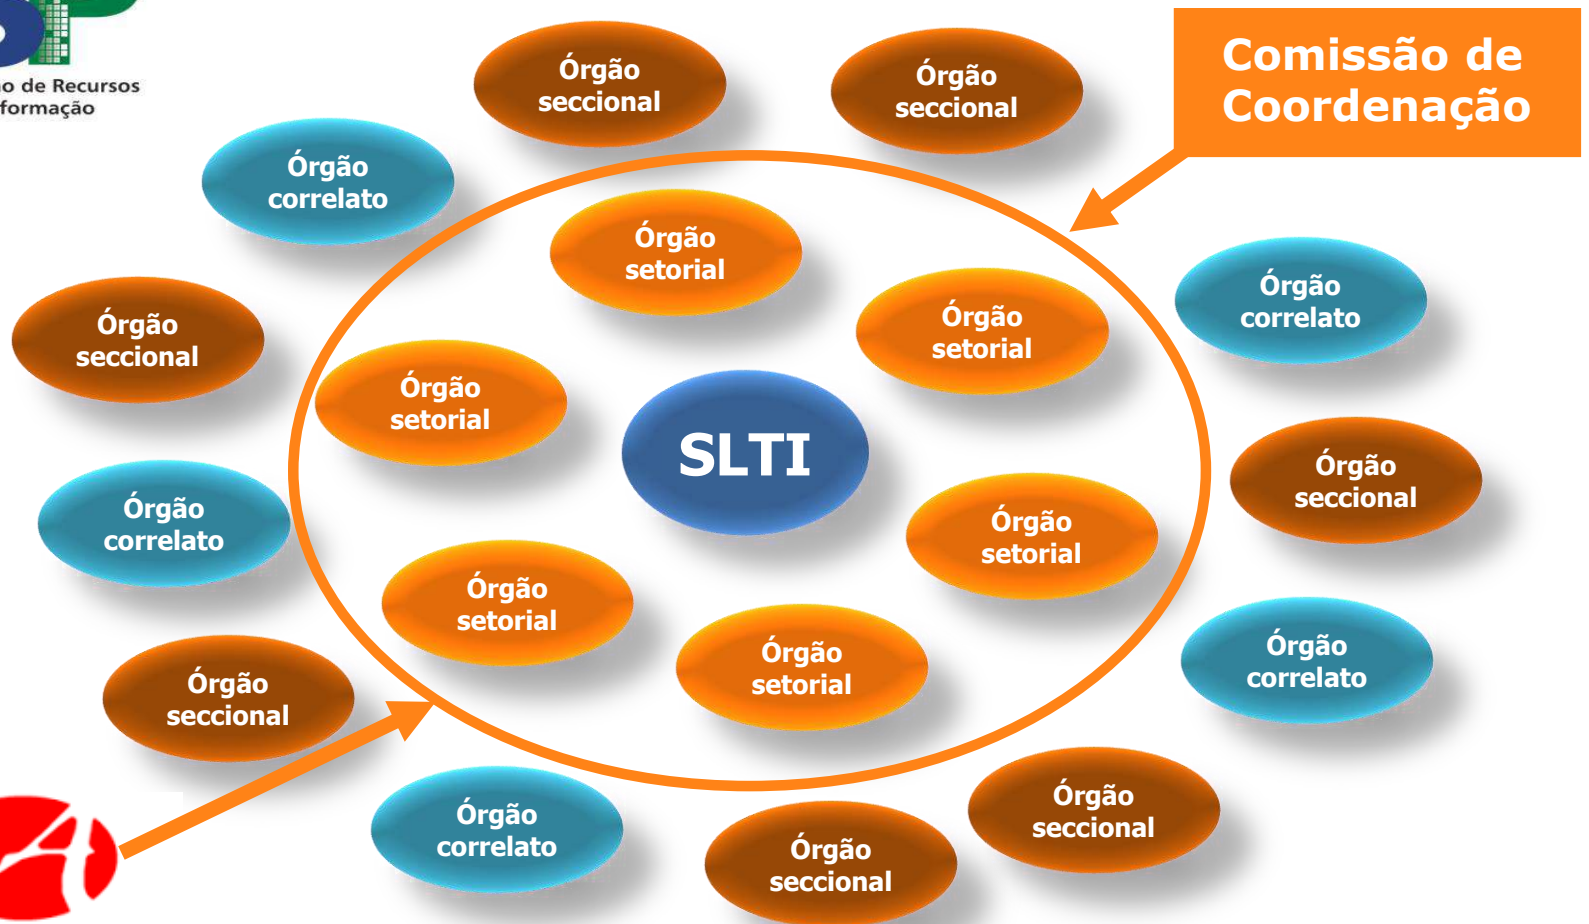 SP
o de Recursos
formação
Órgão
seccional
Órgão
seccional
Comissão de
Coordenação
Órgão
correlato
Órgão
setorial
Órgão
correlato
Órgão
seccional
Órgão
setorial
Órgão
setorial
SLTI
Órgão
seccional
Órgão
correlato
Órgão
setorial
Órgão
setorial
Órgão
setorial
Órgão
correlato
Órgão
seccional
Órgão
correlato
Órgão
seccional
Órgão
seccional